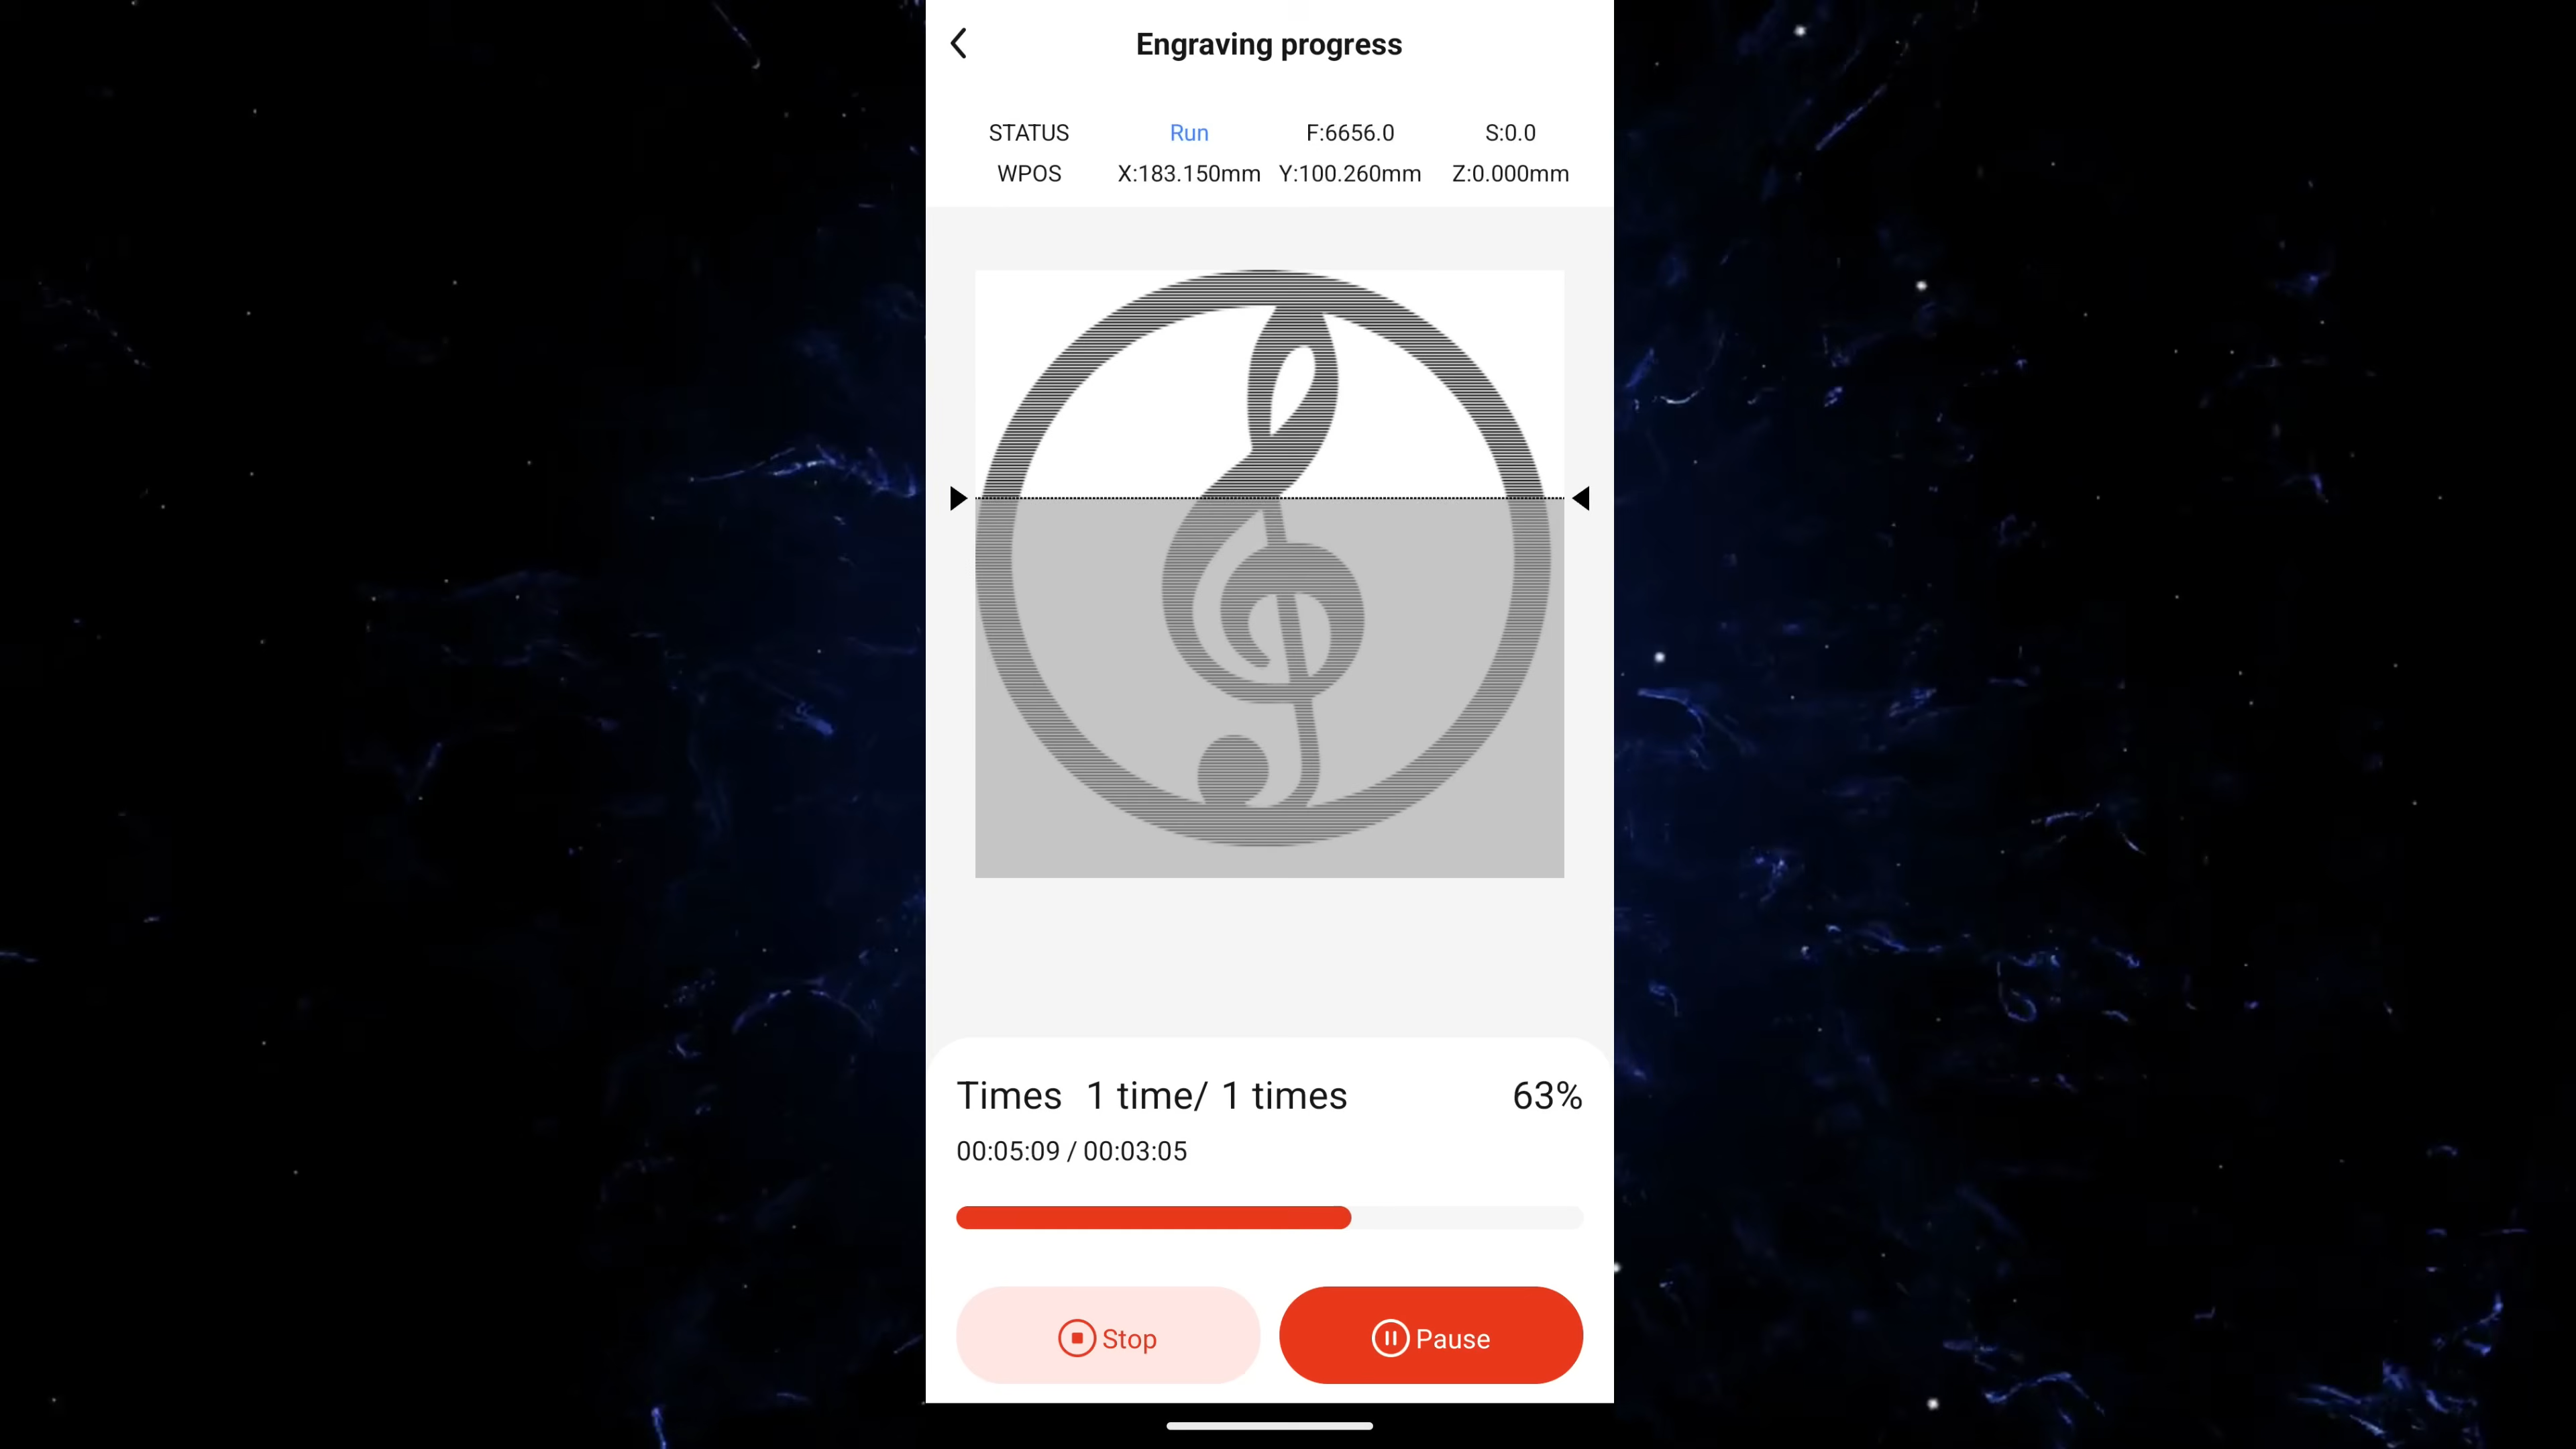 Engraving progress
STATUS Run F:6656.0 S:0.0
WPOS X:183.150mm Y:100.260mm Z:0.000mm
Times 1 time/ 1 times 63%
00:05:09 / 00:03:05
Stop Pause